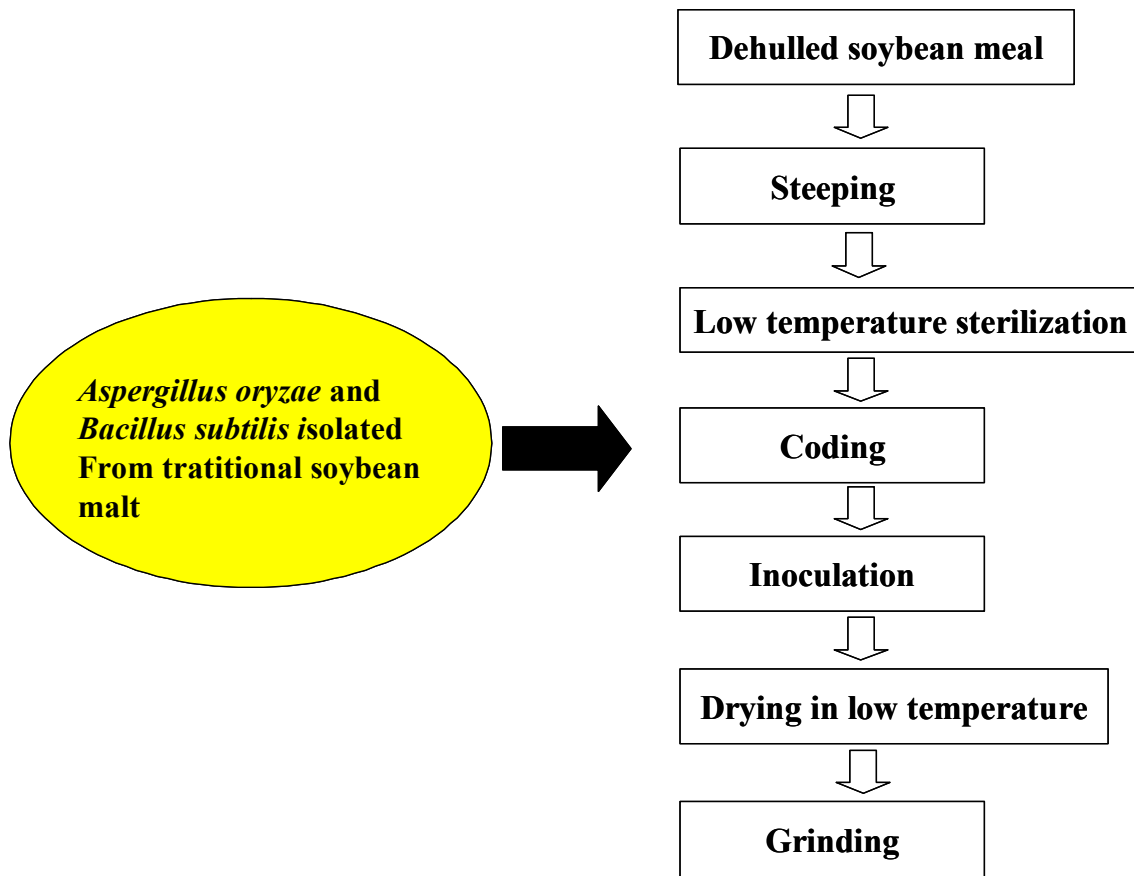 Dehulled soybean meal
Steeping
Low temperature sterilization
Aspergillus oryzae and
Bacillus subtilis isolated
From tratitional soybean
malt
Coding
Inoculation
Drying in low temperature
Grinding